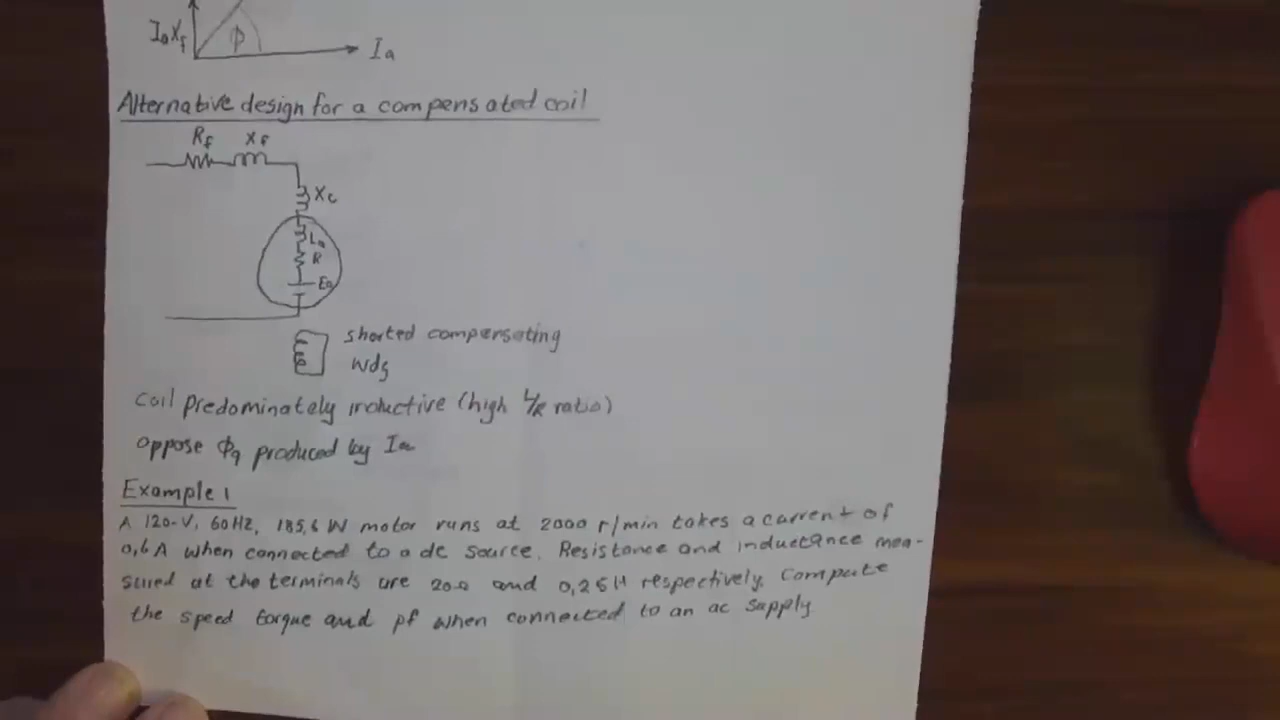 IaXf
ϕ
Ia
Alternative design for a compensated coil
Rf Xf
Xc
La
R
Ea
shorted compensating
wdg
coil predominately inductive (high L/R ratio)
oppose ϕq produced by Ia
Example 1
A 120-V, 60Hz, 185,6 W motor runs at 2000 r/min takes a current of
0,6A when connected to a dc source. Resistance and inductance mea-
sured at the terminals are 20Ω and 0,25H respectively. Compute
the speed torque and pf when connected to an ac supply